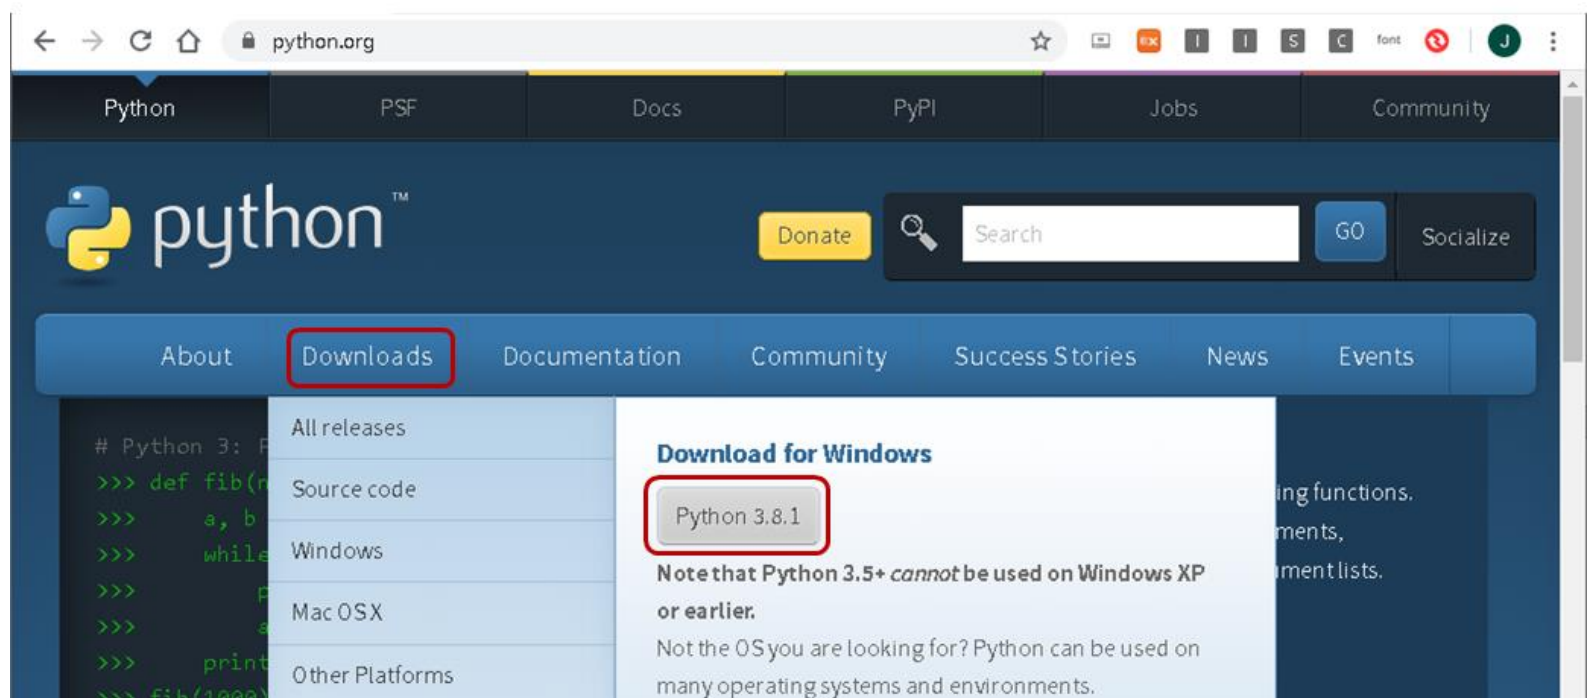 python.org
font
J
Python PSF Docs PyPI Jobs Community
python™
Donate Search GO Socialize
About Downloads Documentation Community Success Stories News Events
All releases
Source code
Windows
Mac OS X
Other Platforms
Download for Windows
Python 3.8.1
Note that Python 3.5+ cannot be used on Windows XP
or earlier.
Not the OS you are looking for? Python can be used on
many operating systems and environments.
# Python 3: F
>>> def fib(n
>>> a, b
>>> while
>>> p
>>> a
>>> print
>>> fib(1000)
ing functions.
ments,
ument lists.